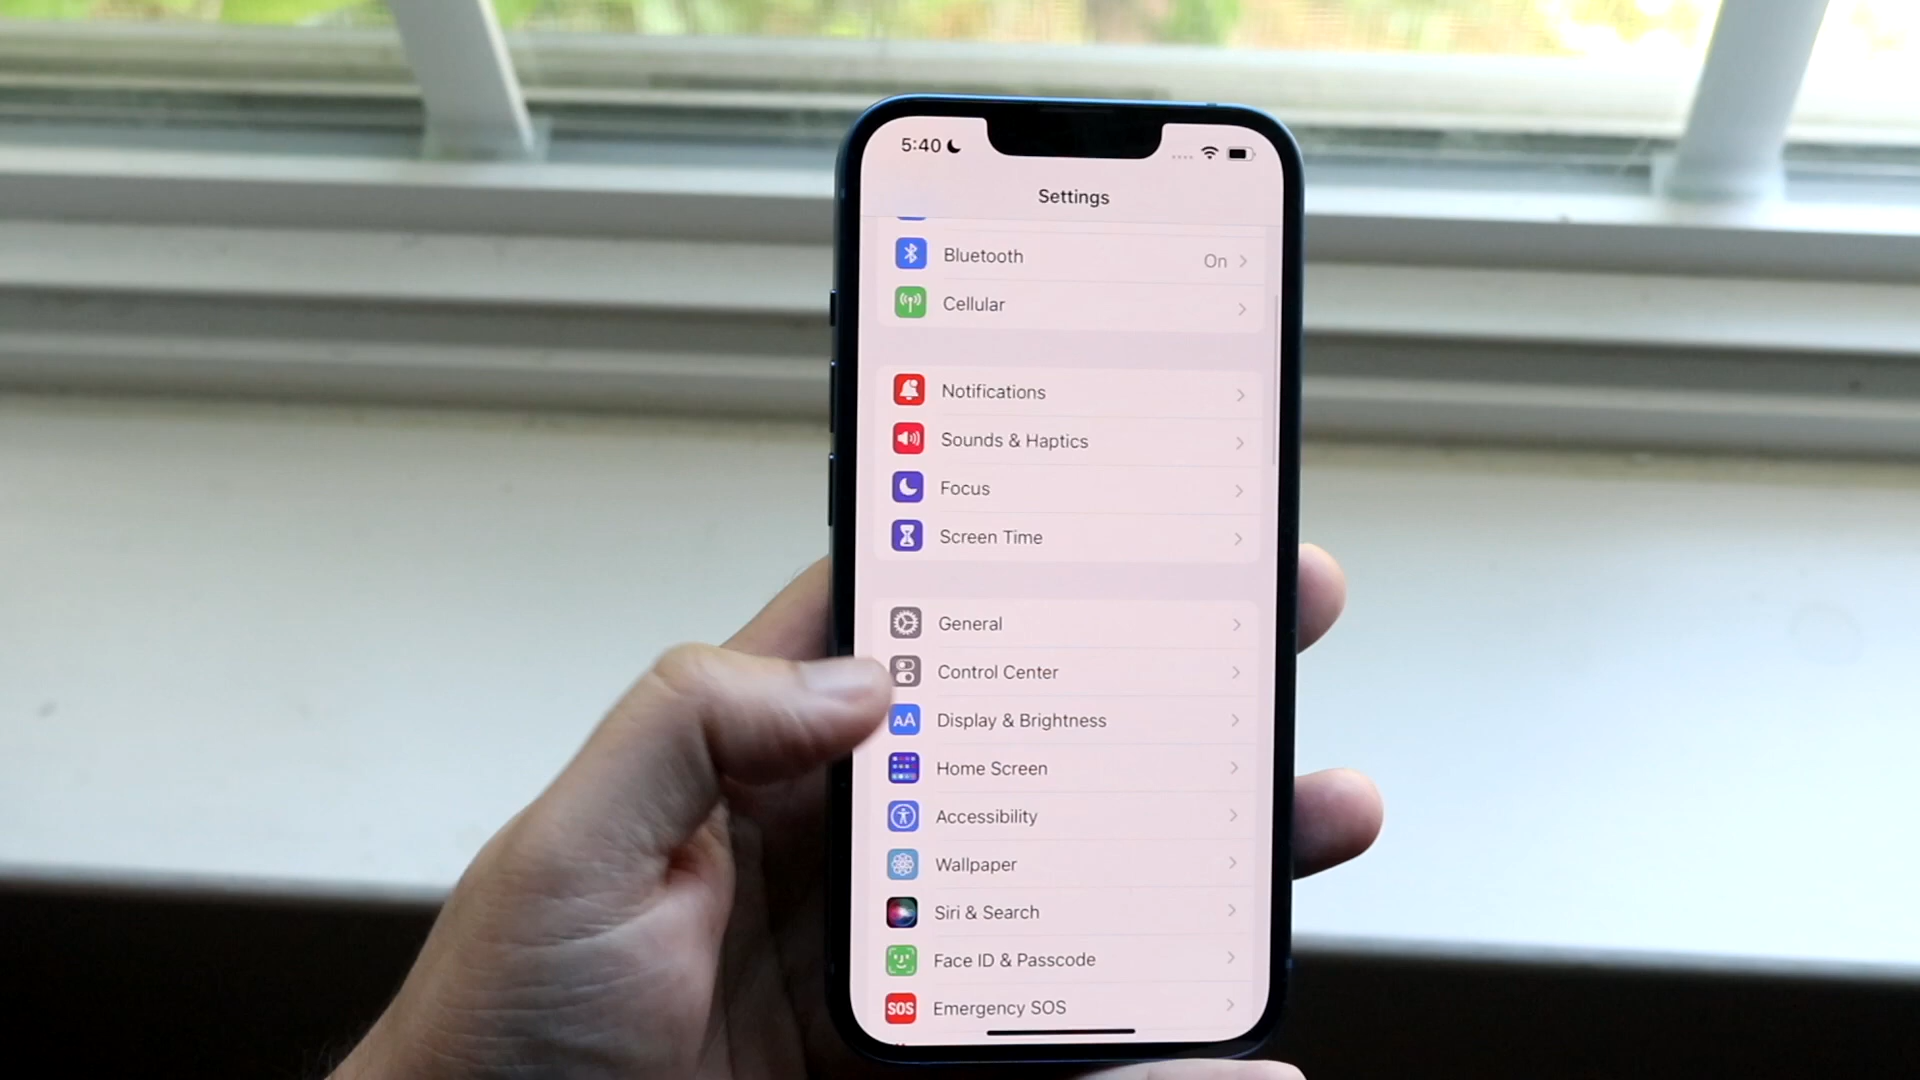 5:40
Settings
Bluetooth On
Cellular
Notifications
Sounds & Haptics
Focus
Screen Time
General
Control Center
AA Display & Brightness
Home Screen
Accessibility
Wallpaper
Siri & Search
Face ID & Passcode
SOS Emergency SOS